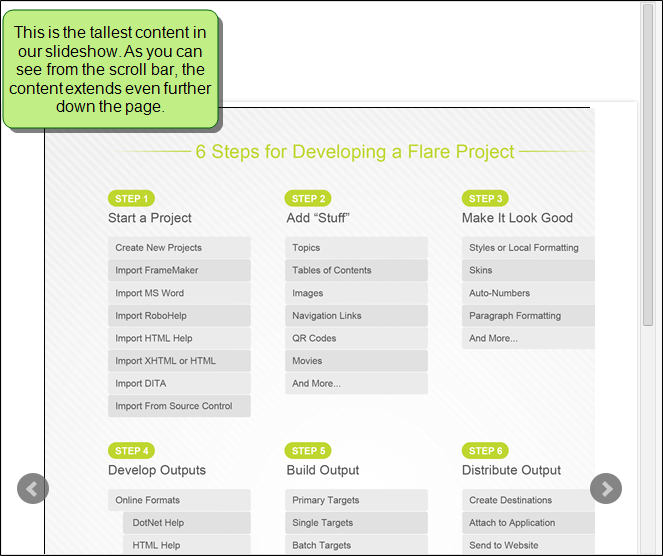 This is the tallest content in
our slideshow. As you can
see from the scroll bar, the
content extends even further
down the page.
6 Steps for Developing a Flare Project
STEP 1
Start a Project
Create New Projects
Import FrameMaker
Import MS Word
Import RoboHelp
Import HTML Help
Import XHTML or HTML
Import DITA
Import From Source Control
STEP 2
Add “Stuff”
Topics
Tables of Contents
Images
Navigation Links
QR Codes
Movies
And More...
STEP 3
Make It Look Good
Styles or Local Formatting
Skins
Auto-Numbers
Paragraph Formatting
And More...
STEP 4
Develop Outputs
Online Formats
DotNet Help
HTML Help
STEP 5
Build Output
Primary Targets
Single Targets
Batch Targets
STEP 6
Distribute Output
Create Destinations
Attach to Application
Send to Website